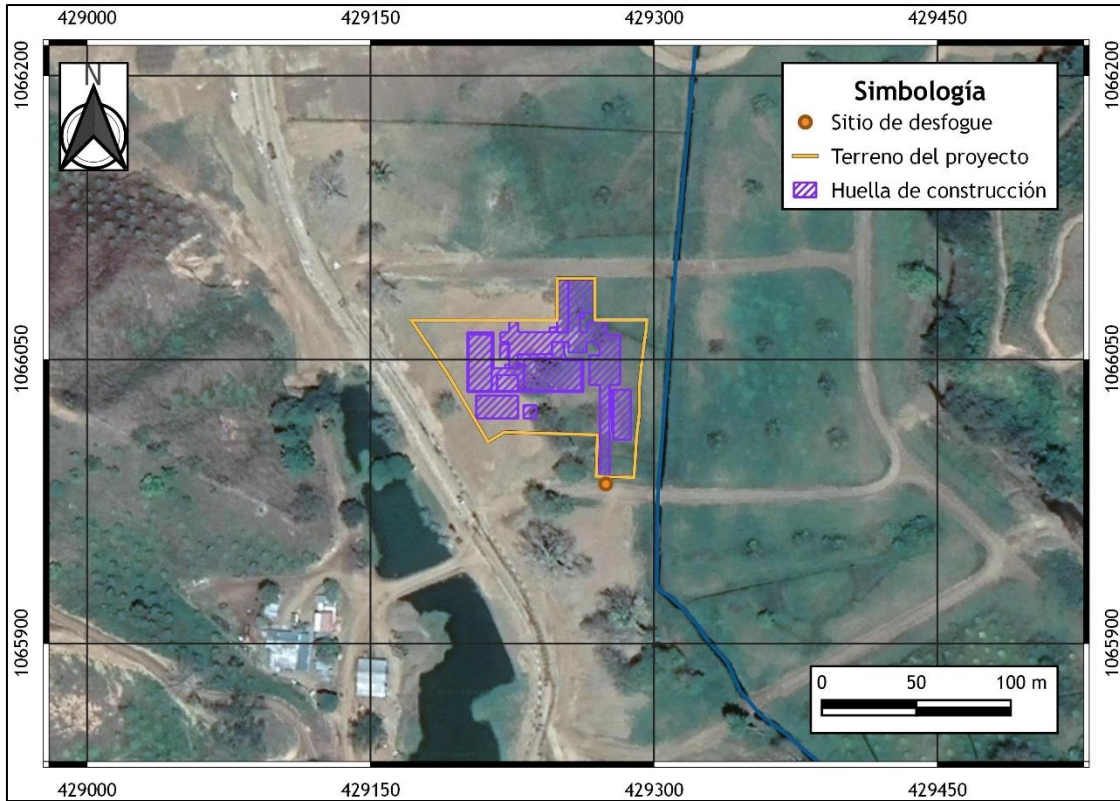 429000 429150 429300 429450
1066200 1066200
N
Simbología
Sitio de desfogue
Terreno del proyecto
Huella de construcción
1066050 1066050
1065900 1065900
0 50 100 m
429000 429150 429300 429450